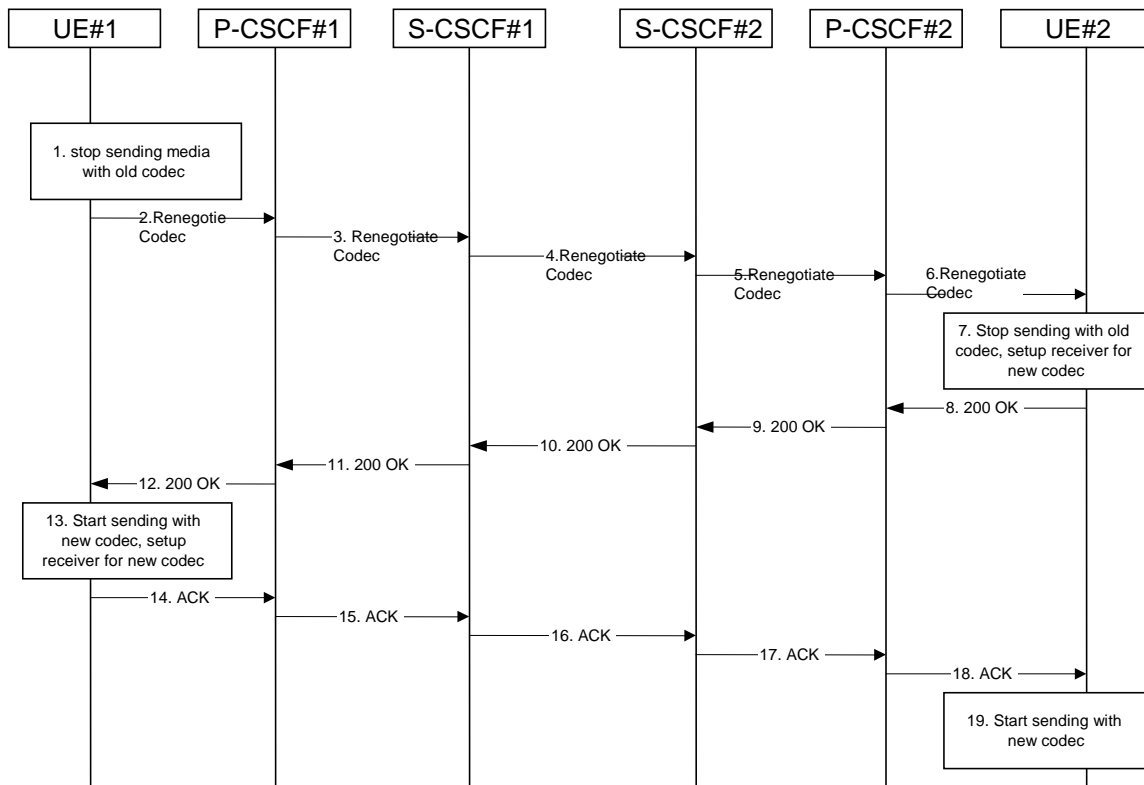 UE#1
P-CSCF#1
S-CSCF#1
S-CSCF#2
P-CSCF#2
UE#2
1. stop sending media
with old codec
2.Renegotie
Codec
3. Renegotiate
Codec
4.Renegotiate
Codec
5.Renegotiate
Codec
6.Renegotiate
Codec
7. Stop sending with old
codec, setup receiver for
new codec
8. 200 OK
9. 200 OK
10. 200 OK
11. 200 OK
12. 200 OK
13. Start sending with
new codec, setup
receiver for new codec
14. ACK
15. ACK
16. ACK
17. ACK
18. ACK
19. Start sending with
new codec